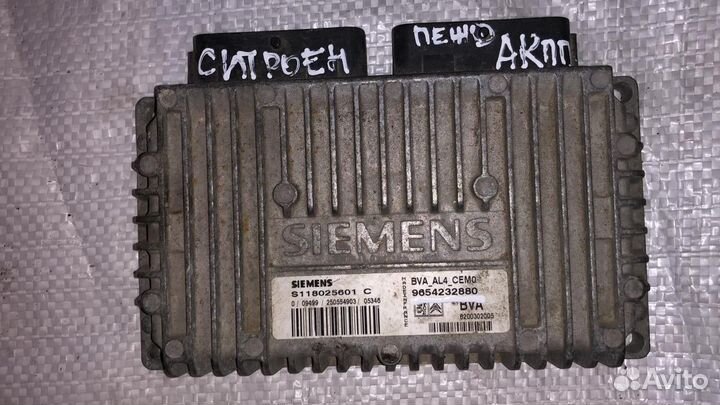 СИТРОЕН
ПЕЖО
АКПП
SIEMENS
SIEMENS
S118025601 C
0/ 09499 / 250554903 / 05346
BVA_AL4_CEM0
9654232880
BVA
8200302005
Avito